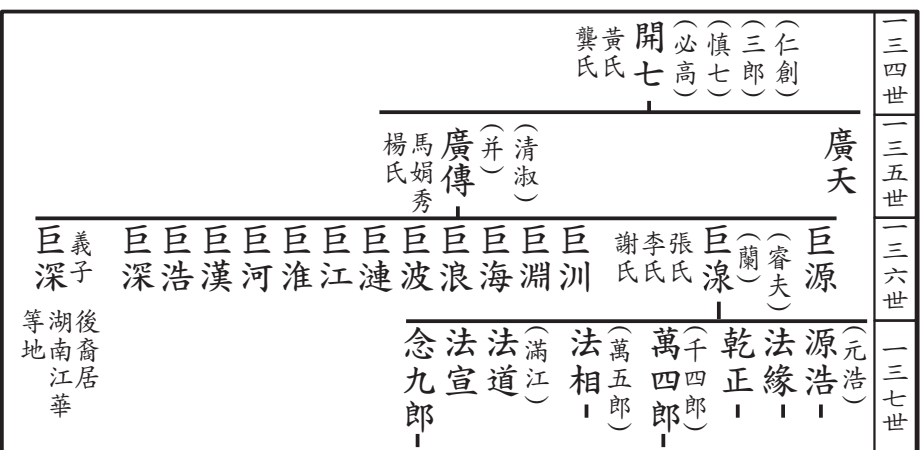 一三四世
（仁創）
（三郎）
（慎七）
（必高）
開七
黃氏
龔氏
一三五世
廣天
（清淑）
（并）
廣傳
馬娟秀
楊氏
一三六世
巨源
（睿夫）
（蘭）
巨湶
張氏
李氏
謝氏
巨汌
巨淵
巨海
巨浪
巨波
巨連
巨江
巨淮
巨河
巨漢
巨浩
巨深
義子
巨深
後裔居
湖南江華
等地
一三七世
（元浩）
源浩
法緣
乾正
（千四郎）
萬四郎
（萬五郎）
法相
（滿江）
法道
法宣
念九郎